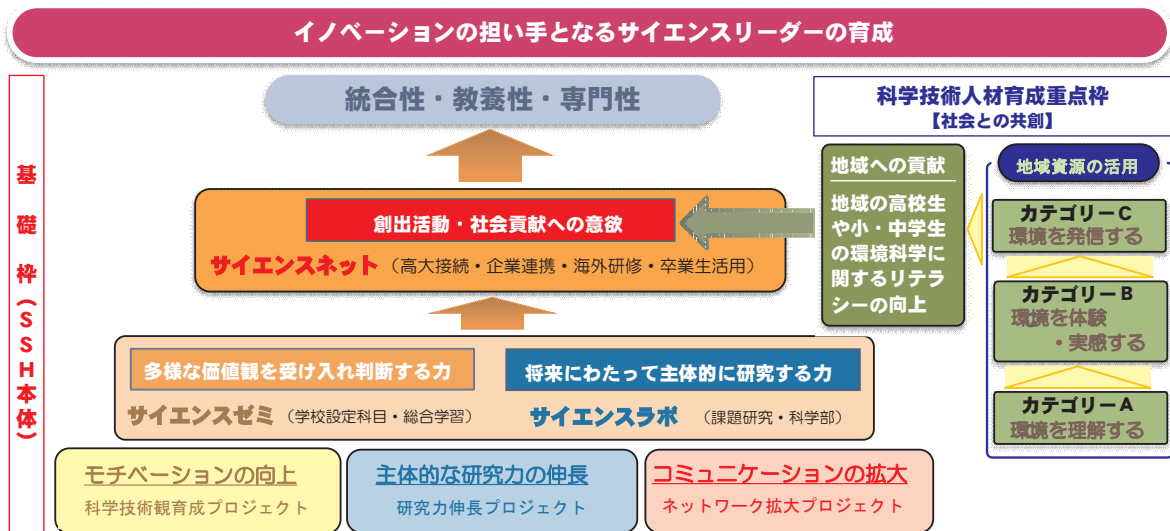 イノベーションの担い手となるサイエンスリーダーの育成
基礎枠(SSH本体)
統合性・教養性・専門性
創出活動・社会貢献への意欲
サイエンスネット(高大接続・企業連携・海外研修・卒業生活用)
多様な価値観を受け入れ判断する力
サイエンスゼミ(学校設定科目・総合学習)
将来にわたって主体的に研究する力
サイエンスラボ(課題研究・科学部)
モチベーションの向上
科学技術観育成プロジェクト
主体的な研究力の伸長
研究力伸長プロジェクト
コミュニケーションの拡大
ネットワーク拡大プロジェクト
科学技術人材育成重点枠
【社会との共創】
地域への貢献
地域の高校生
や小・中学生
の環境科学に
関するリテラ
シーの向上
地域資源の活用
カテゴリーC
環境を発信する
カテゴリーB
環境を体験
・実感する
カテゴリーA
環境を理解する